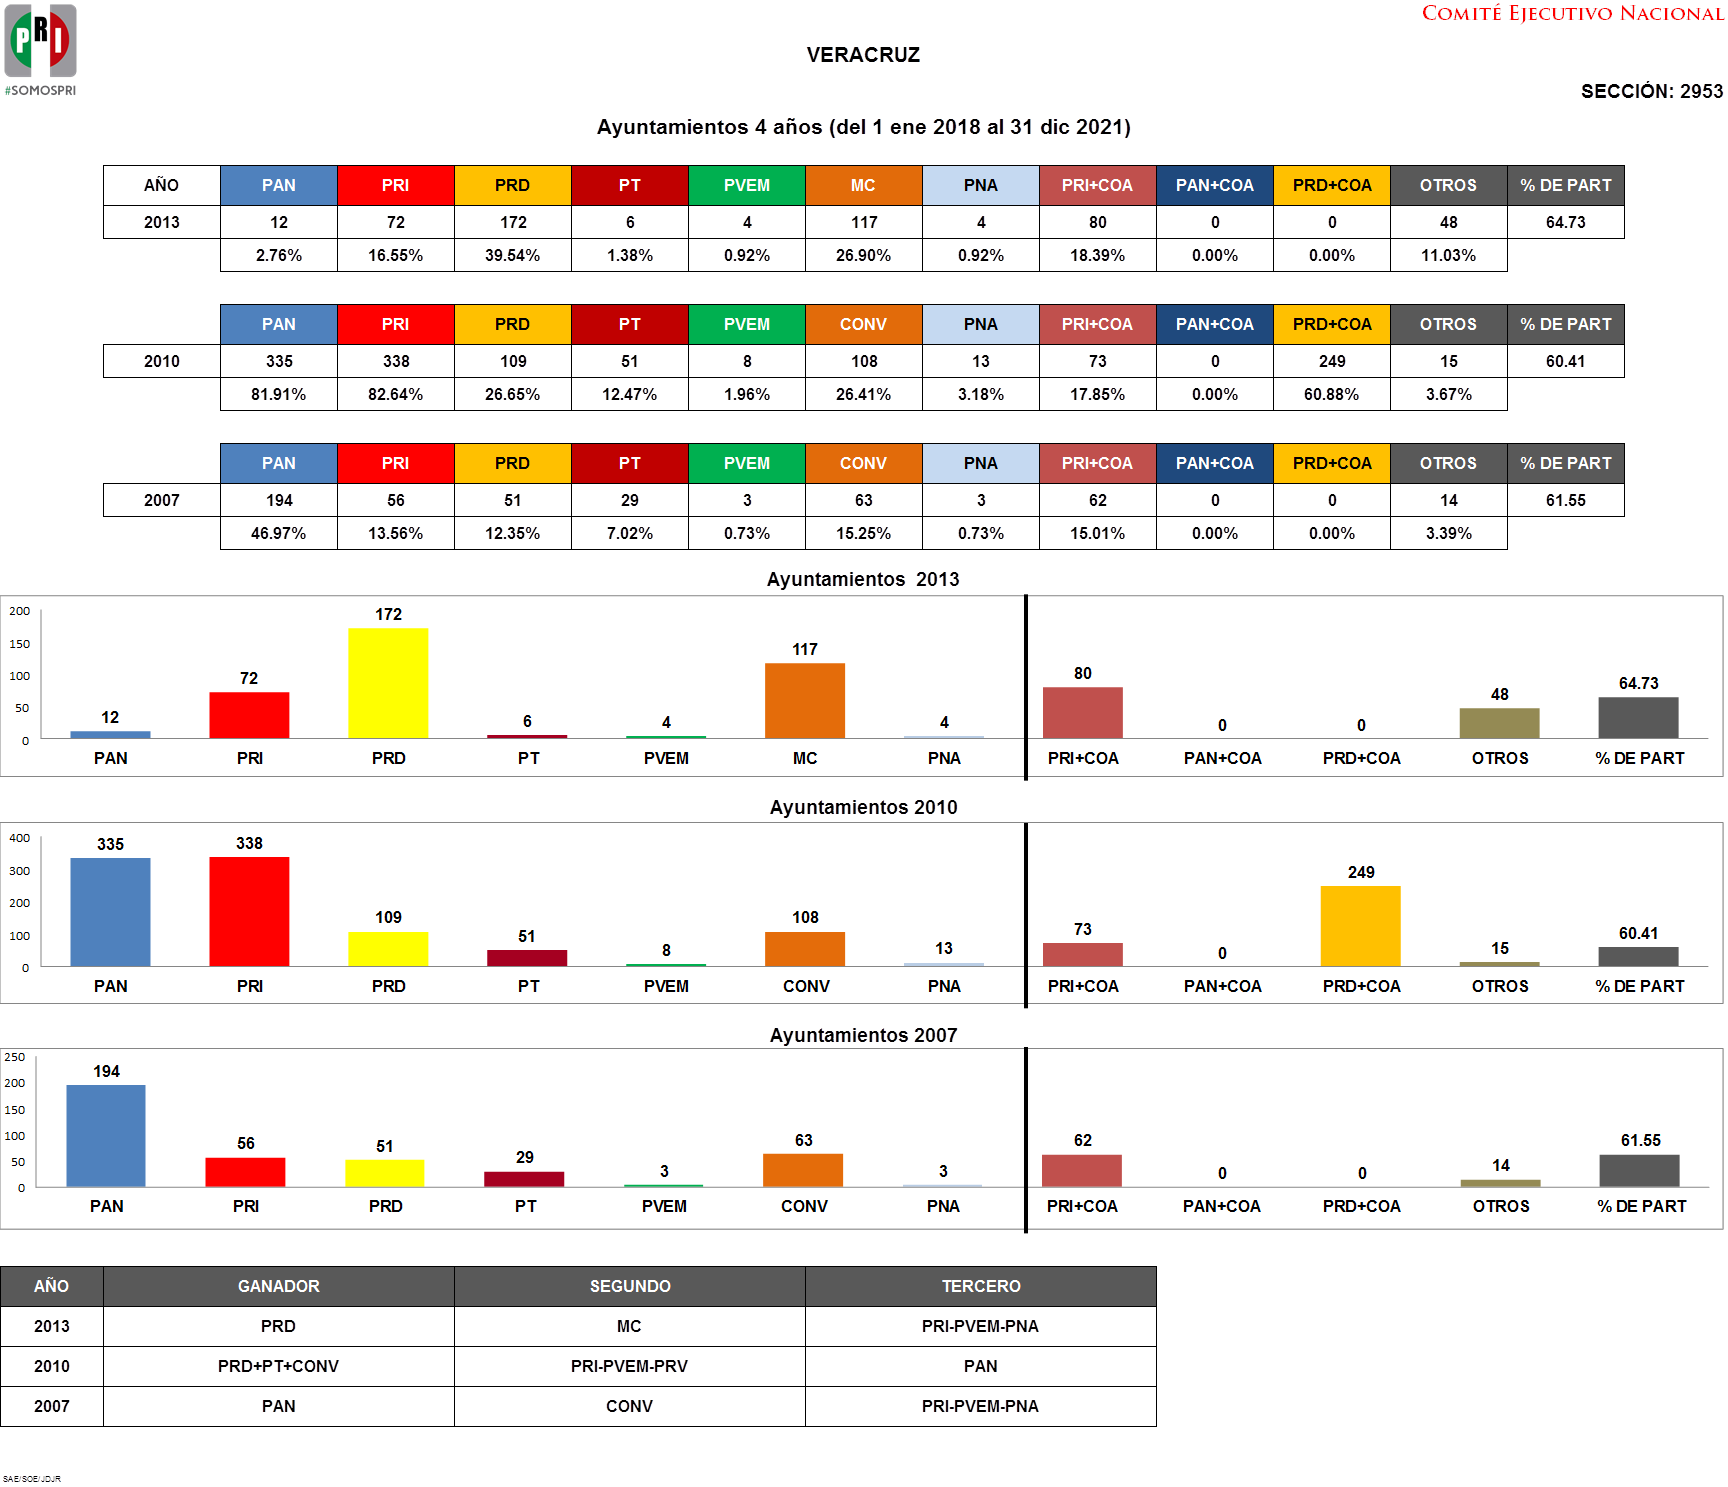 PRI
#SOMOSPRI
COMITÉ EJECUTIVO NACIONAL
VERACRUZ
SECCIÓN: 2953
Ayuntamientos 4 años (del 1 ene 2018 al 31 dic 2021)
AÑO PAN PRI PRD PT PVEM MC PNA PRI+COA PAN+COA PRD+COA OTROS % DE PART
2013 12 72 172 6 4 117 4 80 0 0 48 64.73
2.76% 16.55% 39.54% 1.38% 0.92% 26.90% 0.92% 18.39% 0.00% 0.00% 11.03%
PAN PRI PRD PT PVEM CONV PNA PRI+COA PAN+COA PRD+COA OTROS % DE PART
2010 335 338 109 51 8 108 13 73 0 249 15 60.41
81.91% 82.64% 26.65% 12.47% 1.96% 26.41% 3.18% 17.85% 0.00% 60.88% 3.67%
PAN PRI PRD PT PVEM CONV PNA PRI+COA PAN+COA PRD+COA OTROS % DE PART
2007 194 56 51 29 3 63 3 62 0 0 14 61.55
46.97% 13.56% 12.35% 7.02% 0.73% 15.25% 0.73% 15.01% 0.00% 0.00% 3.39%
Ayuntamientos 2013
200
150
100
50
0
12 72 172 6 4 117 4 80 0 0 48 64.73
PAN PRI PRD PT PVEM MC PNA PRI+COA PAN+COA PRD+COA OTROS % DE PART
Ayuntamientos 2010
400
300
200
100
0
335 338 109 51 8 108 13 73 0 249 15 60.41
PAN PRI PRD PT PVEM CONV PNA PRI+COA PAN+COA PRD+COA OTROS % DE PART
Ayuntamientos 2007
250
200
150
100
50
0
194 56 51 29 3 63 3 62 0 0 14 61.55
PAN PRI PRD PT PVEM CONV PNA PRI+COA PAN+COA PRD+COA OTROS % DE PART
AÑO GANADOR SEGUNDO TERCERO
2013 PRD MC PRI-PVEM-PNA
2010 PRD+PT+CONV PRI-PVEM-PRV PAN
2007 PAN CONV PRI-PVEM-PNA
SAE/SOE/JDJR